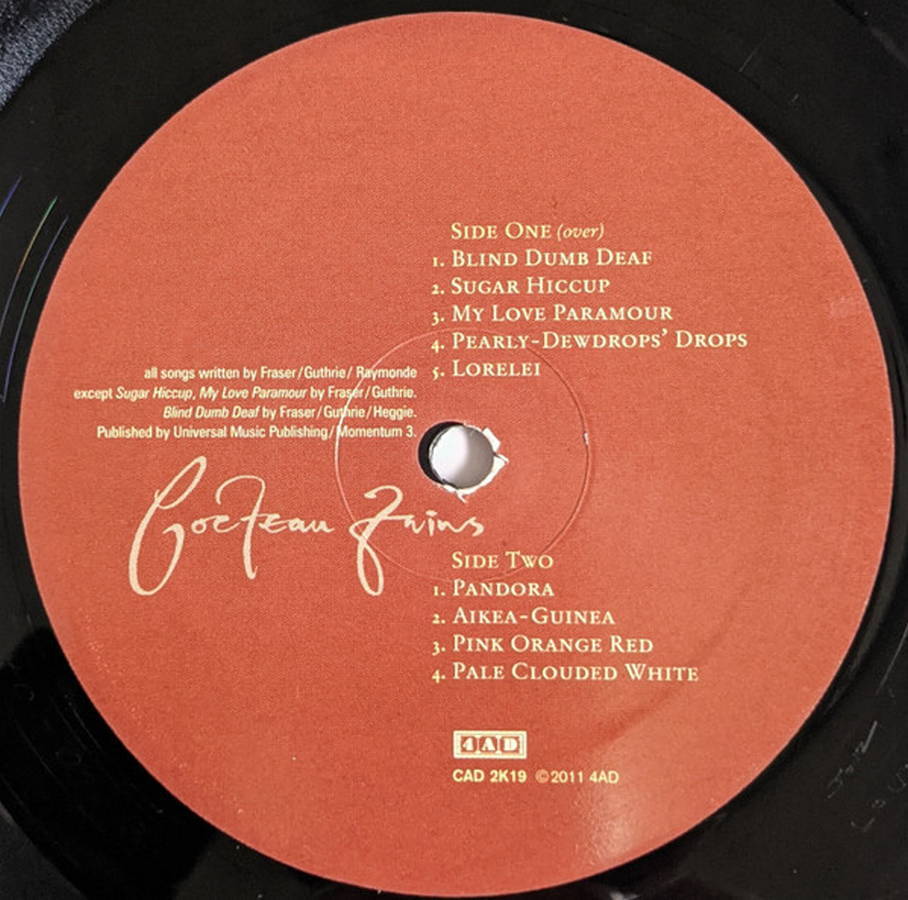 Side One (over)
1. Blind Dumb Deaf
2. Sugar Hiccup
3. My Love Paramour
4. Pearly-Dewdrops’ Drops
5. Lorelei
all songs written by Fraser/Guthrie/Raymonde
except Sugar Hiccup, My Love Paramour by Fraser/Guthrie.
Blind Dumb Deaf by Fraser/Guthrie/Heggie.
Published by Universal Music Publishing/Momentum 3.
Cocteau Twins
Side Two
1. Pandora
2. Aikea-Guinea
3. Pink Orange Red
4. Pale Clouded White
4AD
CAD 2K19 ©2011 4AD